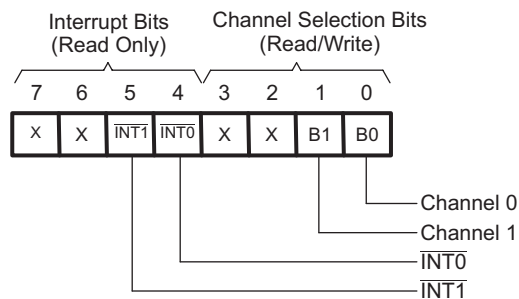 Interrupt Bits
(Read Only)
Channel Selection Bits
(Read/Write)
7 6 5 4 3 2 1 0
X X INT1 INT0 X X B1 B0
Channel 0
Channel 1
INT0
INT1